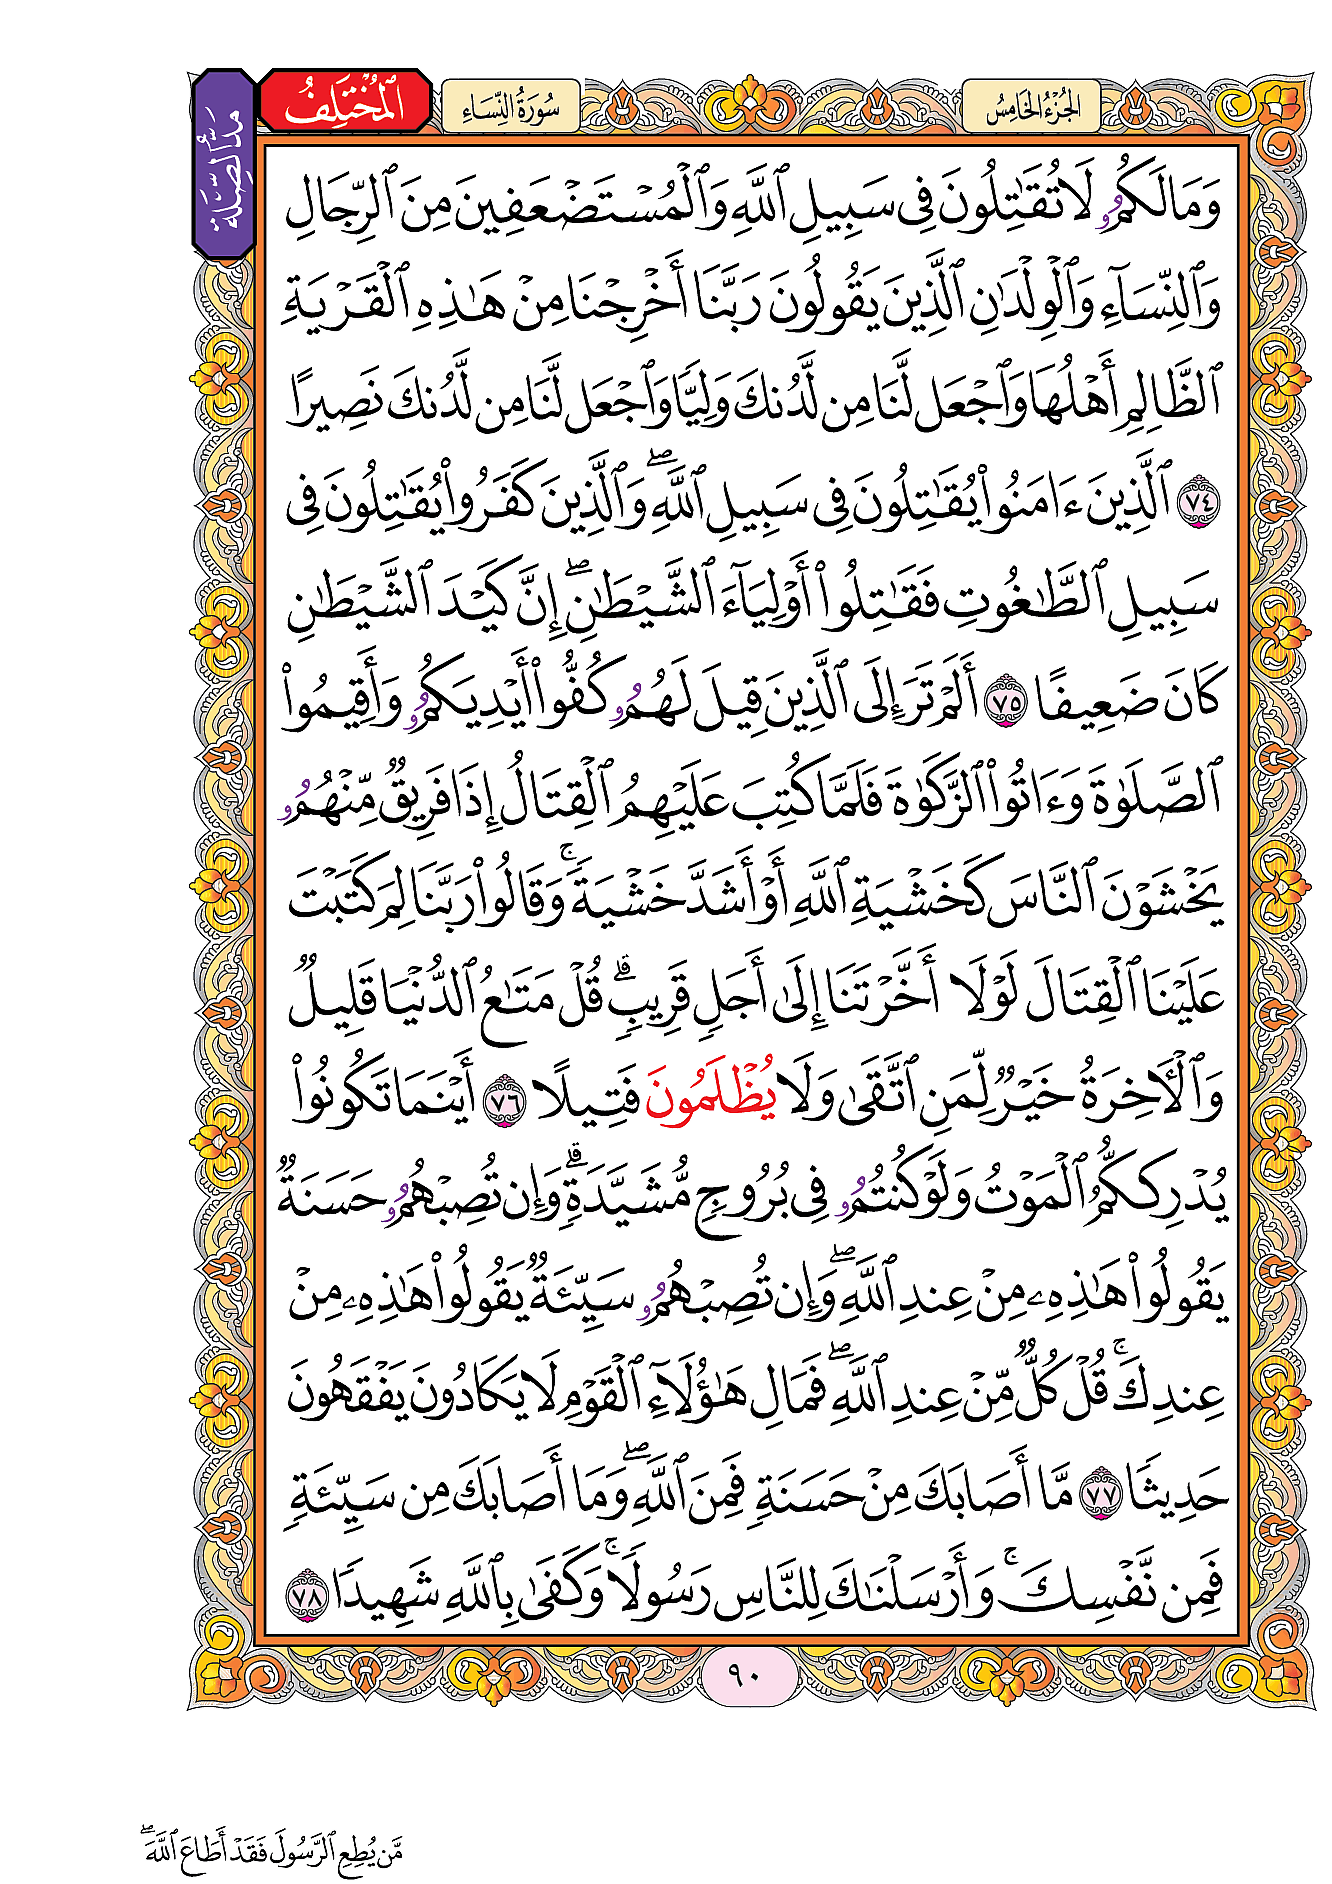 الجُزْءُ الخَامِسُ
سُورَةُ النِّسَاءِ
المُخْتَلِفُ
مَدُّ الصِّلَةِ
وَمَا لَكُمُۥ لَا تُقَٰتِلُونَ فِى سَبِيلِ ٱللَّهِ وَٱلْمُسْتَضْعَفِينَ مِنَ ٱلرِّجَالِ
وَٱلنِّسَآءِ وَٱلْوِلْدَٰنِ ٱلَّذِينَ يَقُولُونَ رَبَّنَا أَخْرِجْنَا مِنْ هَٰذِهِ ٱلْقَرْيَةِ
ٱلظَّالِمِ أَهْلُهَا وَٱجْعَل لَّنَا مِن لَّدُنكَ وَلِيًّا وَٱجْعَل لَّنَا مِن لَّدُنكَ نَصِيرًا
٧٤ ٱلَّذِينَ ءَامَنُوا۟ يُقَٰتِلُونَ فِى سَبِيلِ ٱللَّهِۖ وَٱلَّذِينَ كَفَرُوا۟ يُقَٰتِلُونَ فِى
سَبِيلِ ٱلطَّٰغُوتِ فَقَٰتِلُوٓا۟ أَوْلِيَآءَ ٱلشَّيْطَٰنِۖ إِنَّ كَيْدَ ٱلشَّيْطَٰنِ
كَانَ ضَعِيفًا ٧٥ أَلَمْ تَرَ إِلَى ٱلَّذِينَ قِيلَ لَهُمُۥ كُفُّوا۟ أَيْدِيَكُمُۥ وَأَقِيمُوا۟
ٱلصَّلَوٰةَ وَءَاتُوا۟ ٱلزَّكَوٰةَ فَلَمَّا كُتِبَ عَلَيْهِمُ ٱلْقِتَالُ إِذَا فَرِيقٌ مِّنْهُمُۥ
يَخْشَوْنَ ٱلنَّاسَ كَخَشْيَةِ ٱللَّهِ أَوْ أَشَدَّ خَشْيَةًۚ وَقَالُوا۟ رَبَّنَا لِمَ كَتَبْتَ
عَلَيْنَا ٱلْقِتَالَ لَوْلَا أَخَّرْتَنَا إِلَىٰ أَجَلٍ قَرِيبٍۗ قُلْ مَتَٰعُ ٱلدُّنْيَا قَلِيلٌ
وَٱلْأَخِرَةُ خَيْرٌ لِّمَنِ ٱتَّقَىٰ وَلَا يُظْلَمُونَ فَتِيلًا ٧٦ أَيْنَمَا تَكُونُوا۟
يُدْرِككُّمُ ٱلْمَوْتُ وَلَوْ كُنتُمُۥ فِى بُرُوجٍ مُّشَيَّدَةٍۗ وَإِن تُصِبْهُمُۥ حَسَنَةٌ
يَقُولُوا۟ هَٰذِهِۦ مِنْ عِندِ ٱللَّهِۖ وَإِن تُصِبْهُمُۥ سَيِّئَةٌ يَقُولُوا۟ هَٰذِهِۦ مِنْ
عِندِكَۚ قُلْ كُلٌّ مِّنْ عِندِ ٱللَّهِۖ فَمَالِ هَٰؤُلَآءِ ٱلْقَوْمِ لَا يَكَادُونَ يَفْقَهُونَ
حَدِيثًا ٧٧ مَّا أَصَابَكَ مِنْ حَسَنَةٍ فَمِنَ ٱللَّهِۖ وَمَا أَصَابَكَ مِن سَيِّئَةٍ
فَمِن نَّفْسِكَۚ وَأَرْسَلْنَٰكَ لِلنَّاسِ رَسُولًاۚ وَكَفَىٰ بِٱللَّهِ شَهِيدًا ٧٨
٩٠
مَّن يُطِعِ ٱلرَّسُولَ فَقَدْ أَطَاعَ ٱللَّهَۖ